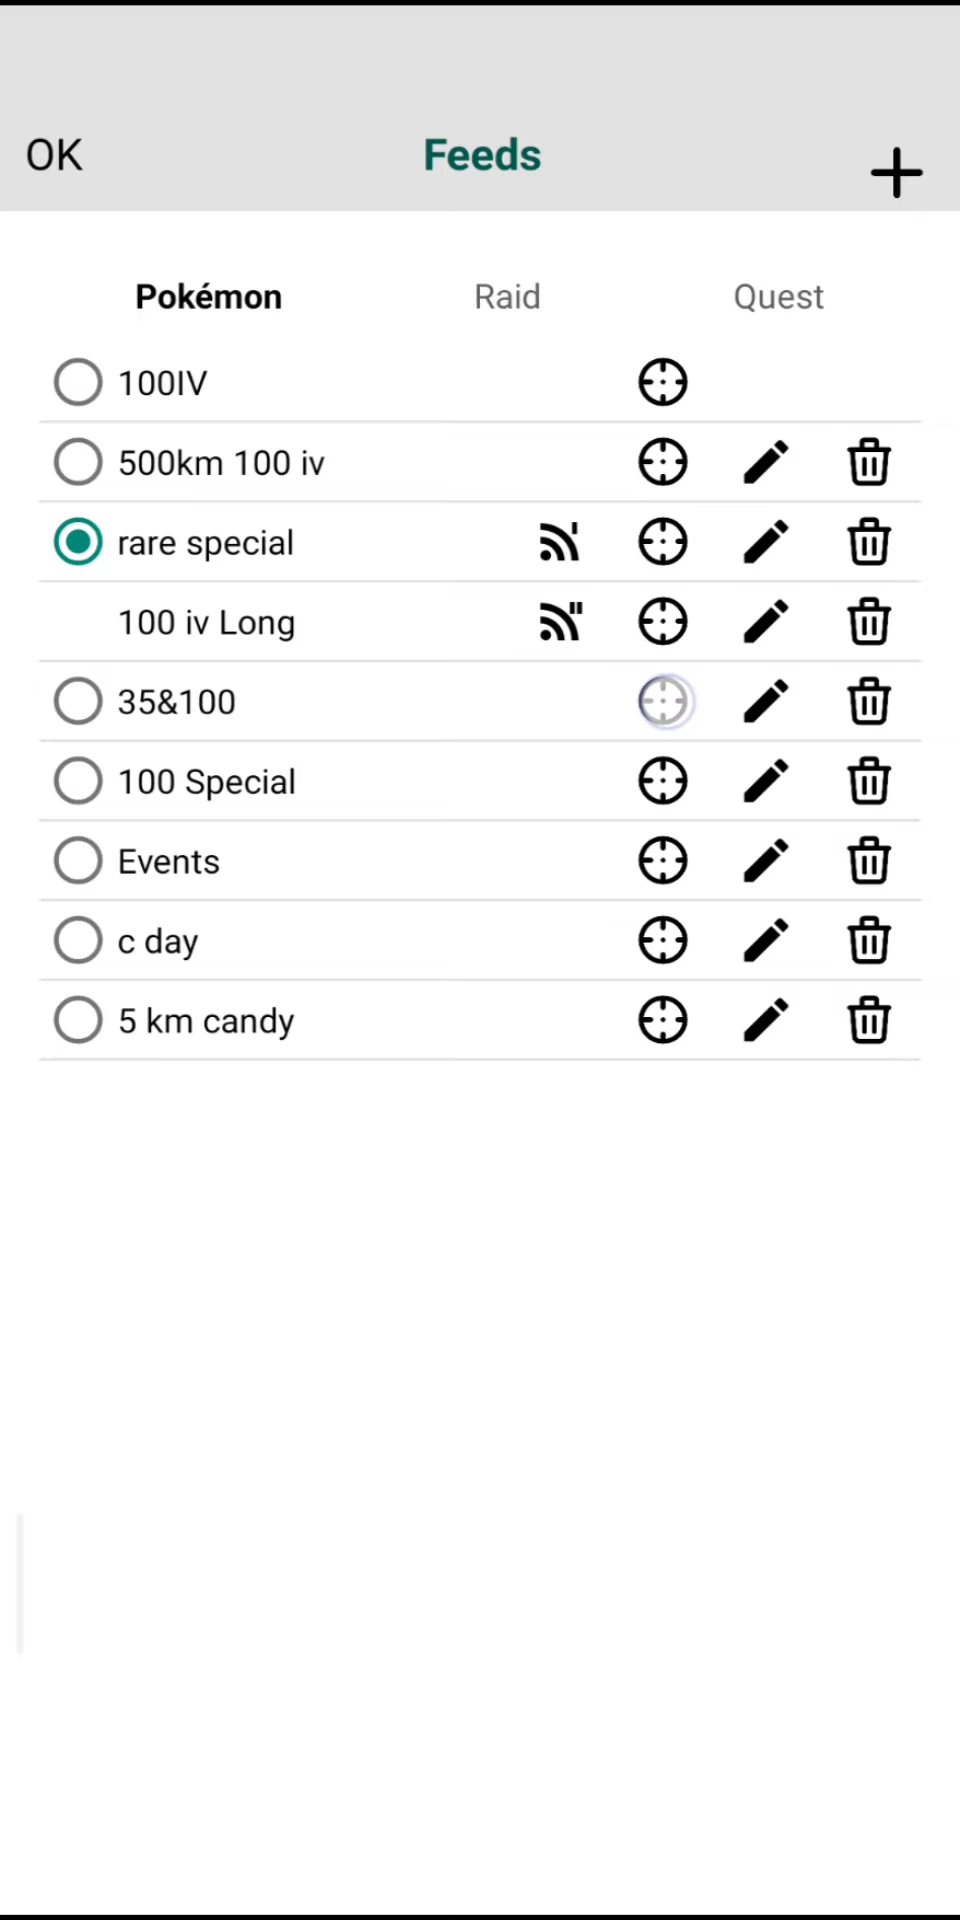 OK Feeds
Pokémon Raid Quest
100IV
500km 100 iv
rare special
100 iv Long
35&100
100 Special
Events
c day
5 km candy